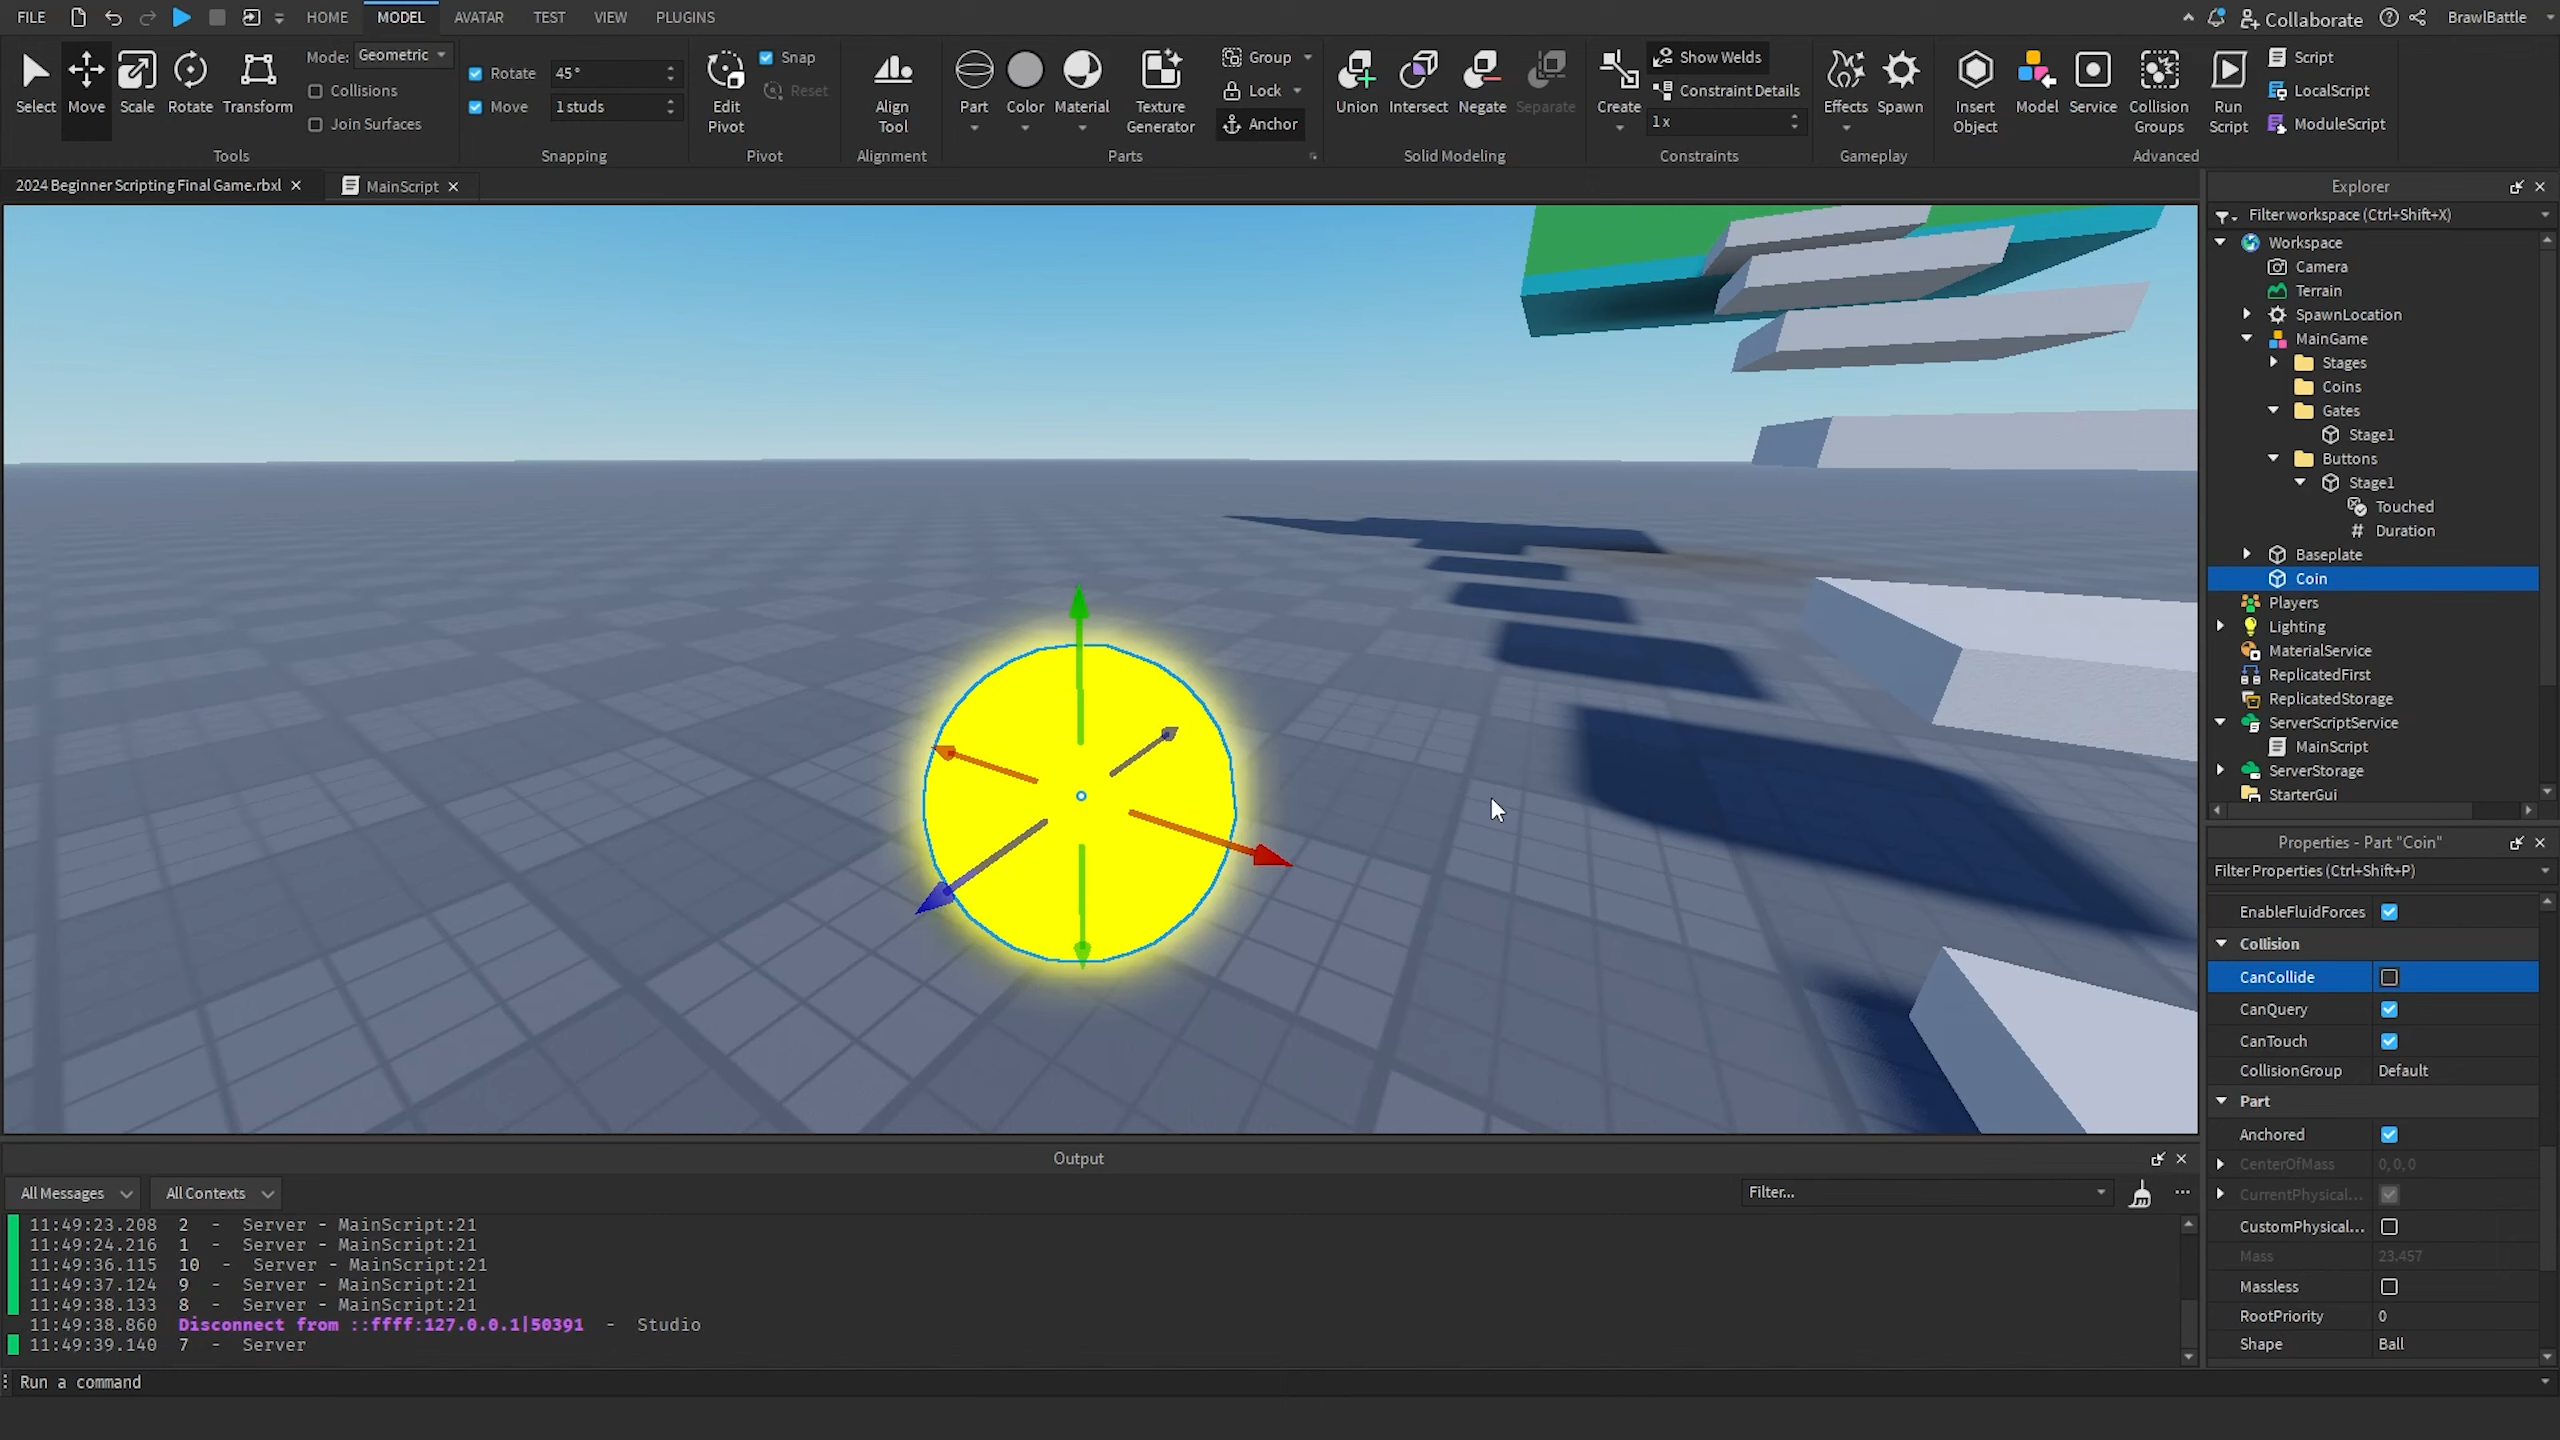 FILE HOME MODEL AVATAR TEST VIEW PLUGINS Collaborate BrawlBattle
Select Move Scale Rotate Transform
Mode: Geometric
Collisions
Join Surfaces
Tools
Rotate 45°
Move 1 studs
Snapping
Edit Pivot
Snap
Reset
Pivot
Align Tool
Alignment
Part Color Material Texture Generator
Group
Lock
Anchor
Parts
Union Intersect Negate Separate
Solid Modeling
Create
Show Welds
Constraint Details
1x
Constraints
Effects Spawn
Gameplay
Insert Object
Model
Service
Collision Groups
Run Script
Script
LocalScript
ModuleScript
Advanced
2024 Beginner Scripting Final Game.rbxl
MainScript
Explorer
Filter workspace (Ctrl+Shift+X)
Workspace
Camera
Terrain
SpawnLocation
MainGame
Stages
Coins
Gates
Stage1
Buttons
Stage1
Touched
Duration
Baseplate
Coin
Players
Lighting
MaterialService
ReplicatedFirst
ReplicatedStorage
ServerScriptService
MainScript
ServerStorage
StarterGui
Properties - Part "Coin"
Filter Properties (Ctrl+Shift+P)
EnableFluidForces
Collision
CanCollide
CanQuery
CanTouch
CollisionGroup Default
Part
Anchored
CenterOfMass 0, 0, 0
CurrentPhysical...
CustomPhysical...
Mass 23.457
Massless
RootPriority 0
Shape Ball
Output
All Messages All Contexts Filter...
11:49:23.208 2 - Server - MainScript:21
11:49:24.216 1 - Server - MainScript:21
11:49:36.115 10 - Server - MainScript:21
11:49:37.124 9 - Server - MainScript:21
11:49:38.133 8 - Server - MainScript:21
11:49:38.860 Disconnect from ::ffff:127.0.0.1|50391 - Studio
11:49:39.140 7 - Server
Run a command